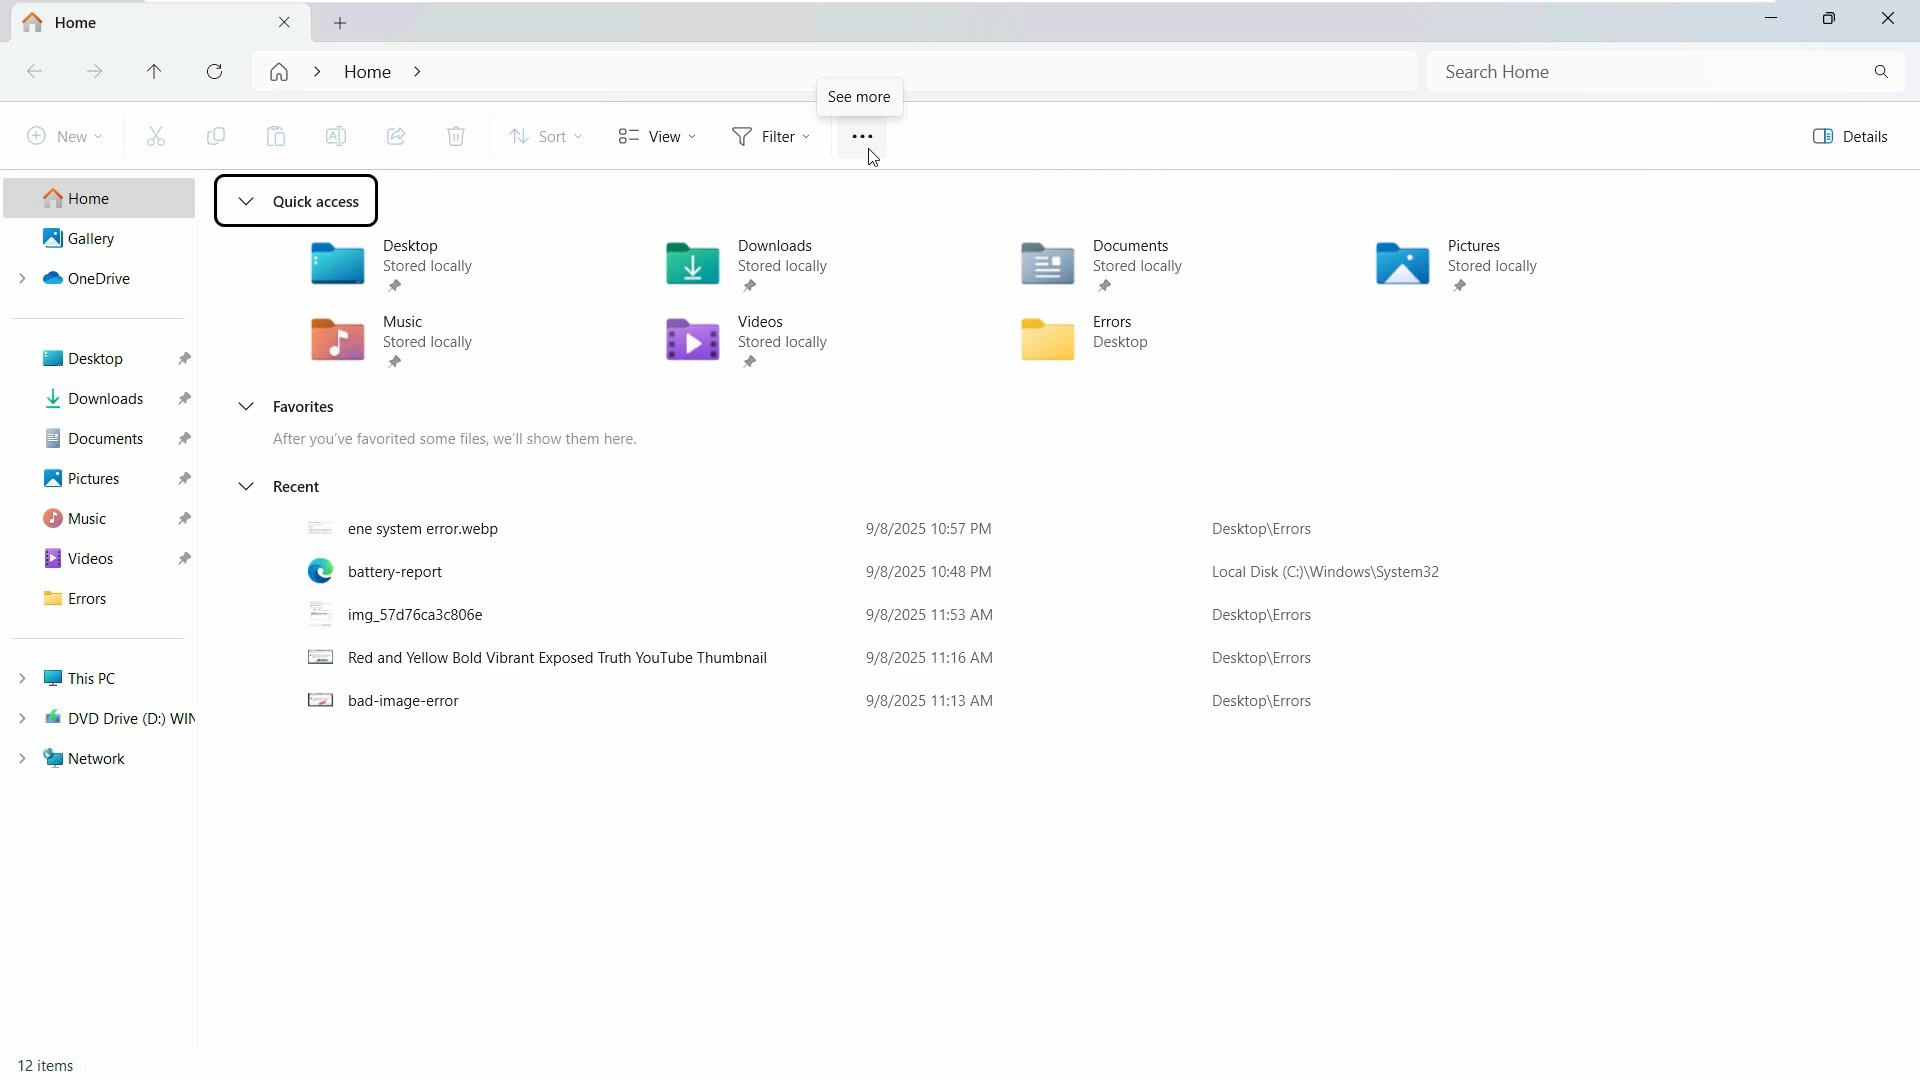 Home
Home
Search Home
See more
New
Sort
View
Filter
Details
Home
Gallery
OneDrive
Desktop
Downloads
Documents
Pictures
Music
Videos
Errors
This PC
DVD Drive (D:) WIN
Network
Quick access
Desktop
Stored locally
Downloads
Stored locally
Documents
Stored locally
Pictures
Stored locally
Music
Stored locally
Videos
Stored locally
Errors
Desktop
Favorites
After you've favorited some files, we'll show them here.
Recent
ene system error.webp 9/8/2025 10:57 PM Desktop\Errors
battery-report 9/8/2025 10:48 PM Local Disk (C:)\Windows\System32
img_57d76ca3c806e 9/8/2025 11:53 AM Desktop\Errors
Red and Yellow Bold Vibrant Exposed Truth YouTube Thumbnail 9/8/2025 11:16 AM Desktop\Errors
bad-image-error 9/8/2025 11:13 AM Desktop\Errors
12 items